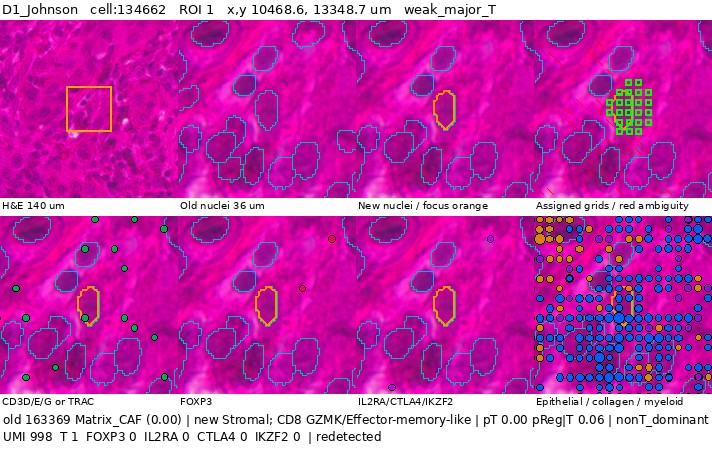 D1_Johnson cell:134662 ROI 1 x,y 10468.6, 13348.7 um weak_major_T
H&E 140 um
Old nuclei 36 um
New nuclei / focus orange
Assigned grids / red ambiguity
CD3D/E/G or TRAC
FOXP3
IL2RA/CTLA4/IKZF2
Epithelial / collagen / myeloid
old 163369 Matrix_CAF (0.00) | new Stromal; CD8 GZMK/Effector-memory-like | pT 0.00 pReg|T 0.06 | nonT_dominant
UMI 998 T 1 FOXP3 0 IL2RA 0 CTLA4 0 IKZF2 0 | redetected